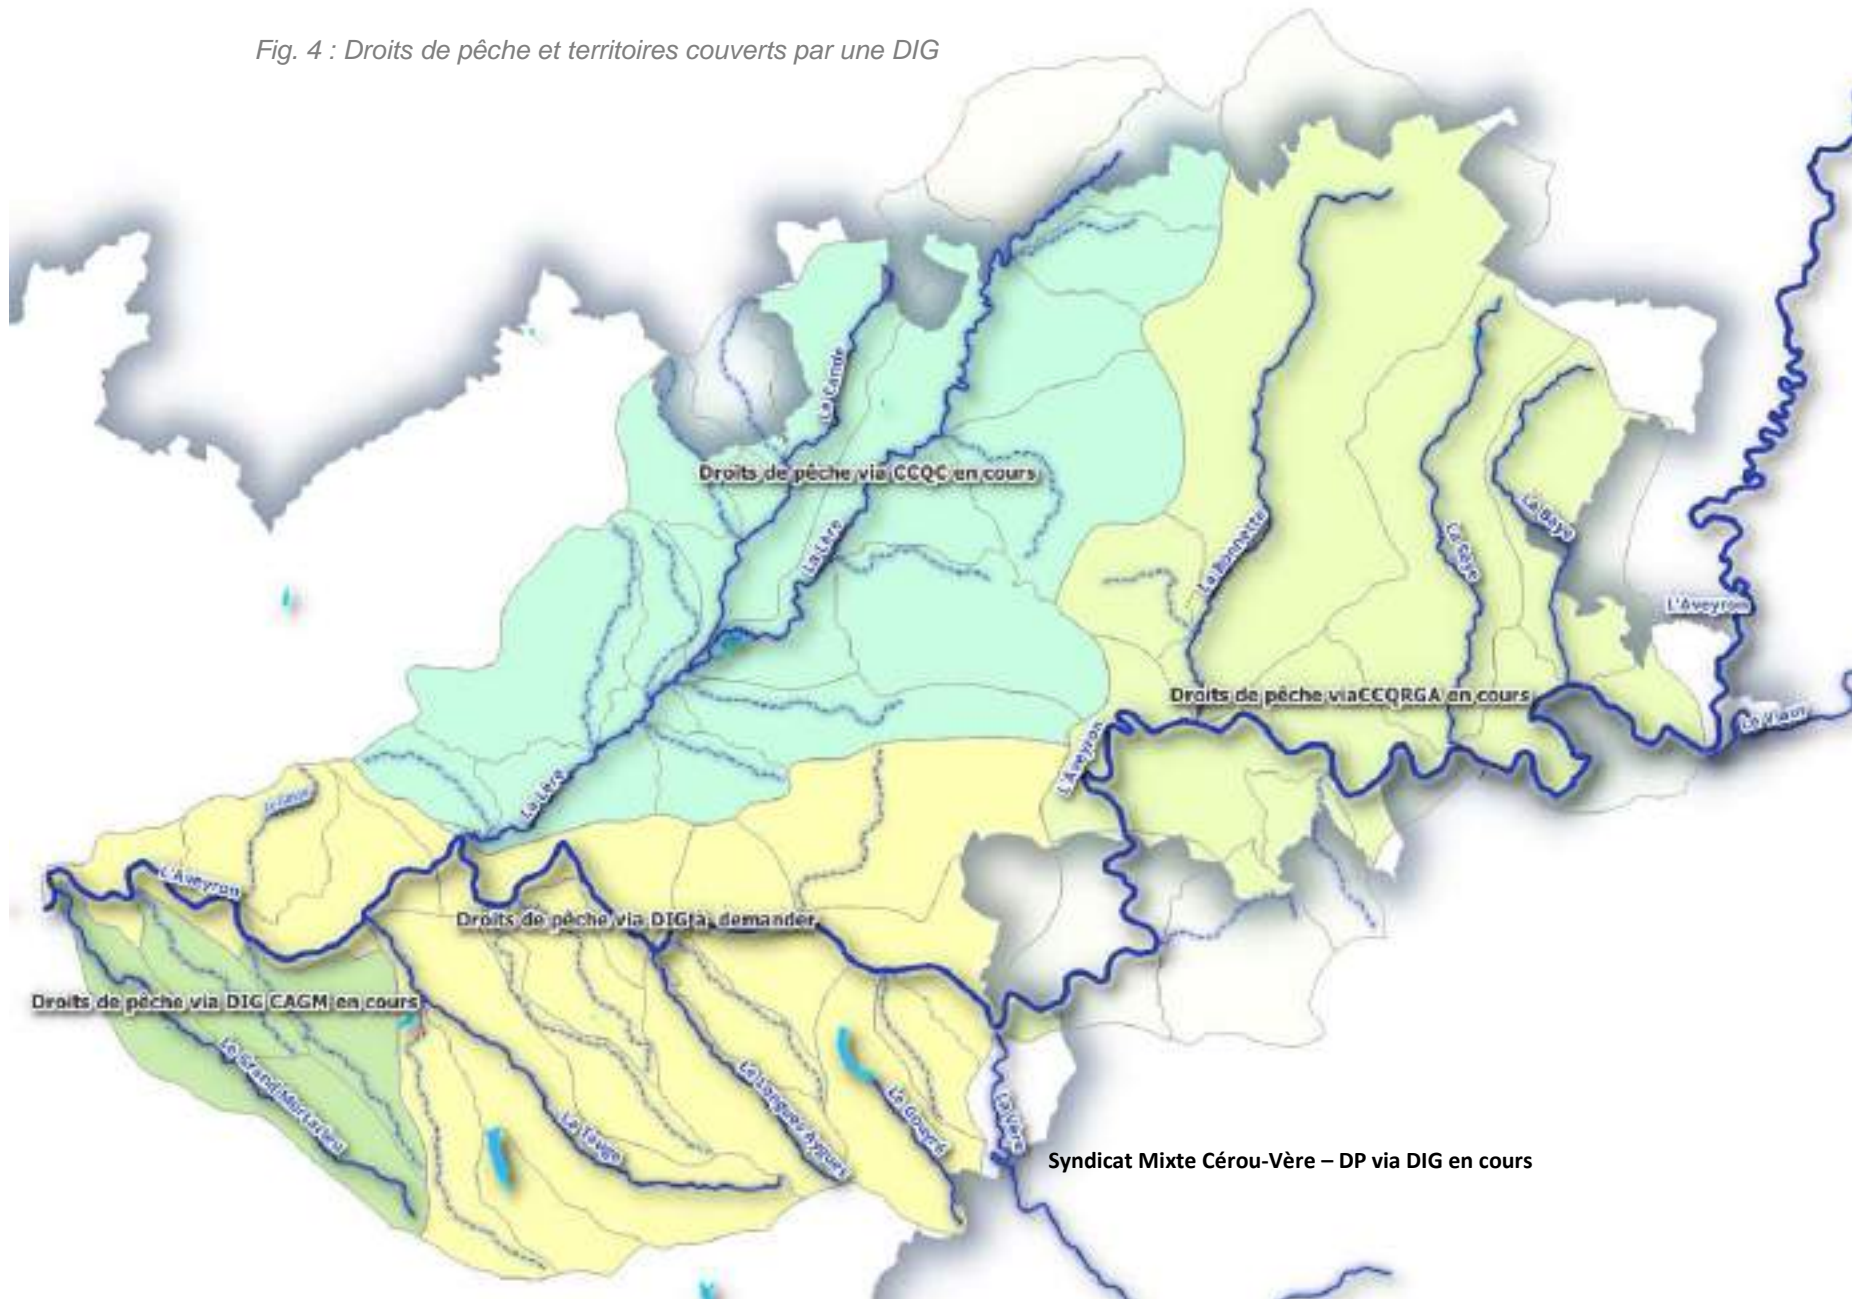 Fig. 4 : Droits de pêche et territoires couverts par une DIG
La Cande
Droits de pêche via CCQC en cours
La Lère
La Bonnette
La Seye
La Baye
L'Aveyron
Droits de pêche viaCCQRGA en cours
Le Viaur
L'Aveyron
La Lère
L'Aveyron
Droits de pêche via DIG à demander
Droits de pêche via DIG CAGM en cours
Le Grand Mortarieu
La Tauge
Le Longues Aygues
Le Gouyré
La Vère
Syndicat Mixte Cérou-Vère – DP via DIG en cours